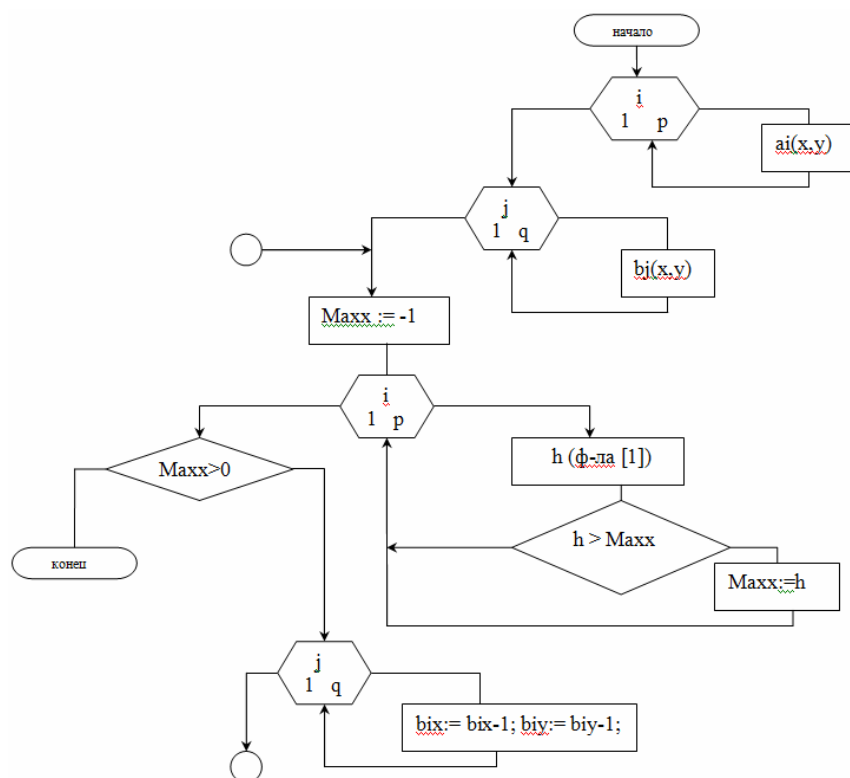 начало
i
1 p
ai(x,y)
j
1 q
bj(x,y)
Maxx := -1
i
1 p
Maxx>0
h (ф-ла [1])
h > Maxx
конец
Maxx:=h
j
1 q
bix:= bix-1; biy:= biy-1;